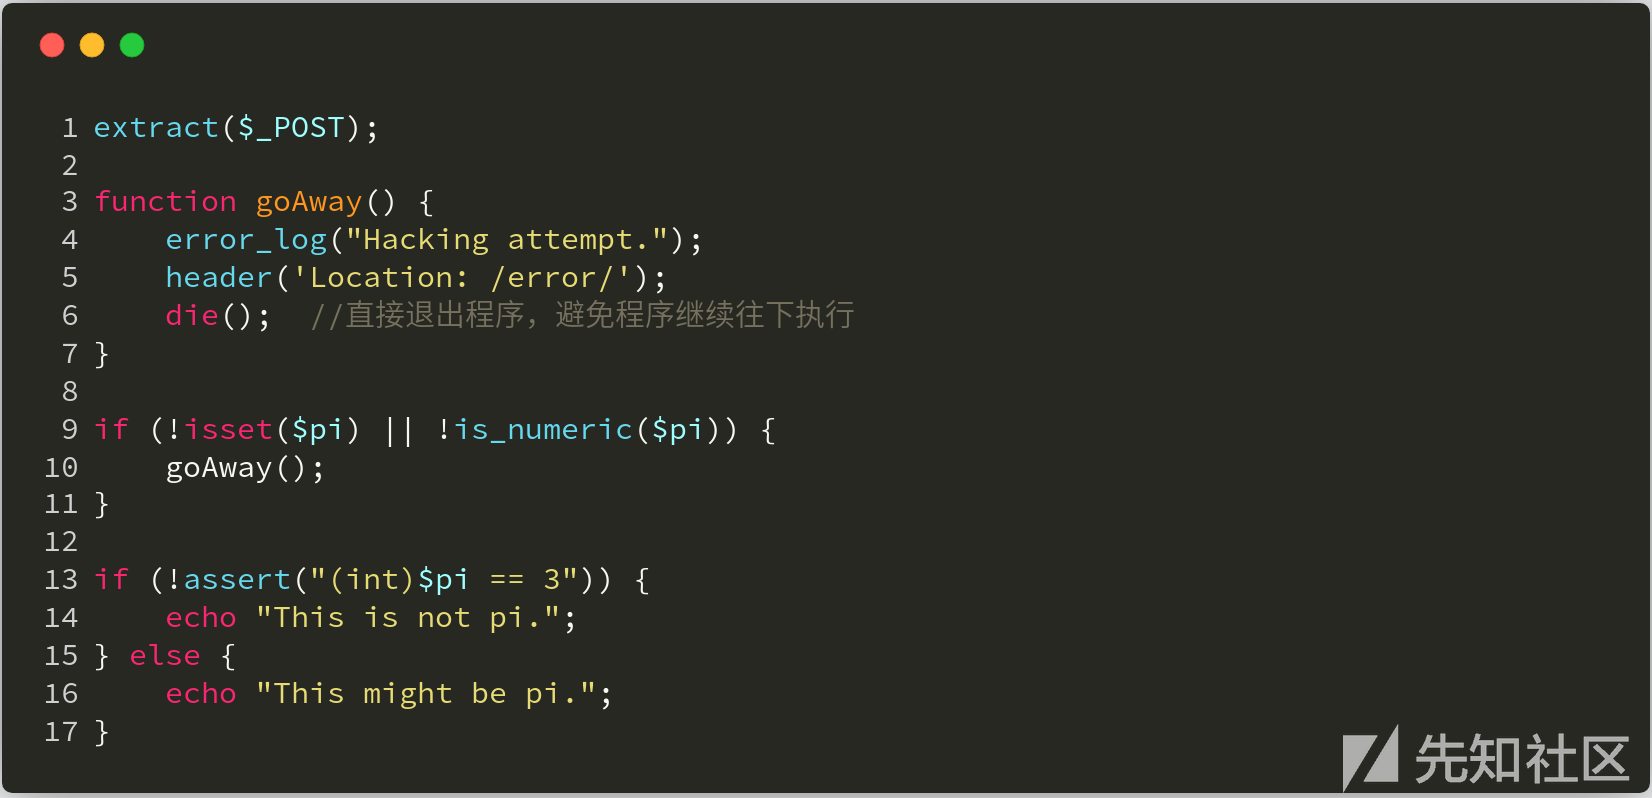 1 extract($_POST);
2
3 function goAway() {
4     error_log("Hacking attempt.");
5     header('Location: /error/');
6     die();  //直接退出程序，避免程序继续往下执行
7 }
8
9 if (!isset($pi) || !is_numeric($pi)) {
10     goAway();
11 }
12
13 if (!assert("(int)$pi == 3")) {
14     echo "This is not pi.";
15 } else {
16     echo "This might be pi.";
17 }
先知社区